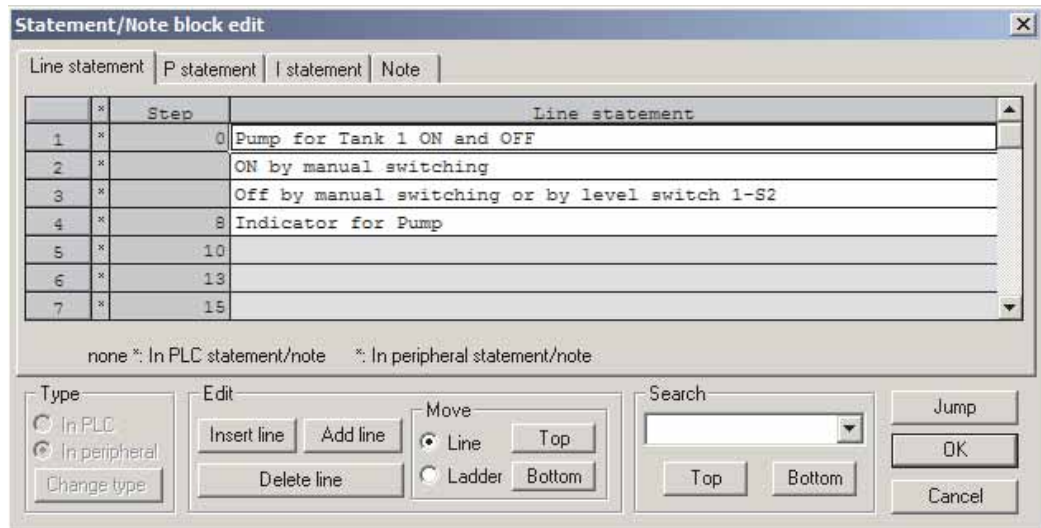 Statement/Note block edit
Line statement P statement I statement Note
* Step Line statement
1 * 0 Pump for Tank 1 ON and OFF
2 * ON by manual switching
3 * Off by manual switching or by level switch 1-S2
4 * 8 Indicator for Pump
5 * 10
6 * 13
7 * 15
none *: In PLC statement/note *: In peripheral statement/note
Type
In PLC
In peripheral
Change type
Edit
Insert line Add line
Delete line
Move
Line Top
Ladder Bottom
Search
Top Bottom
Jump
OK
Cancel